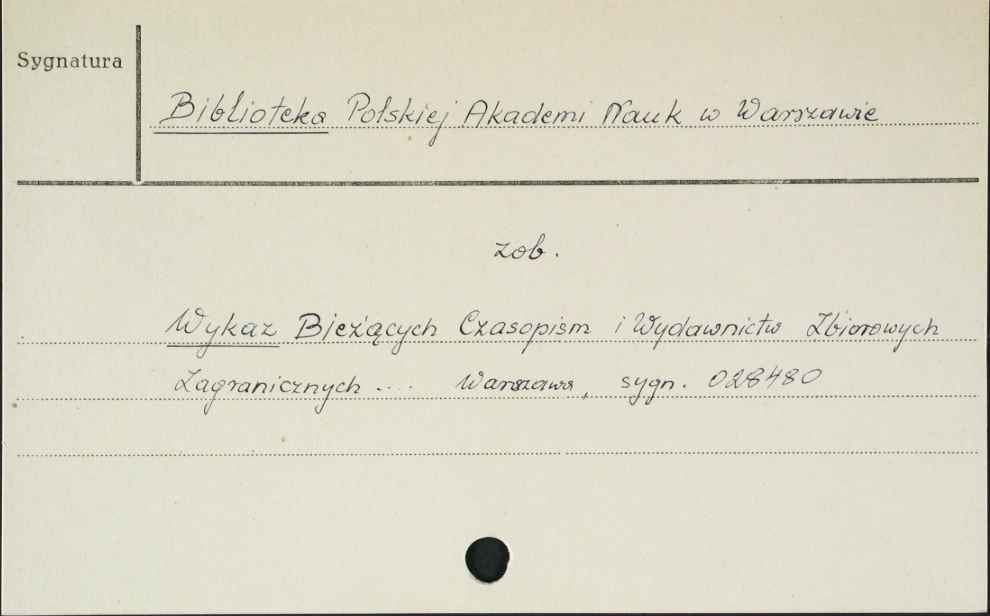 Sygnatura
Biblioteka Polskiej Akademi Nauk w Warszawie
zob.
Wykaz Bieżących Czasopism i Wydawnictw Zbiorowych
Zagranicznych .... Warszawa, sygn. 028480